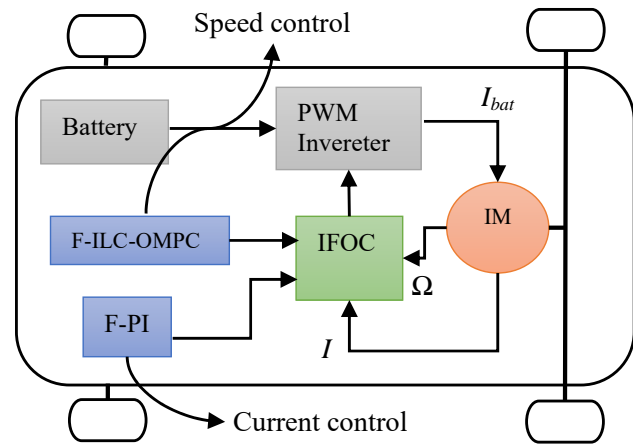 Speed control
Battery
PWM
Invereter
I_bat
F-ILC-OMPC
IFOC
IM
Ω
F-PI
I
Current control